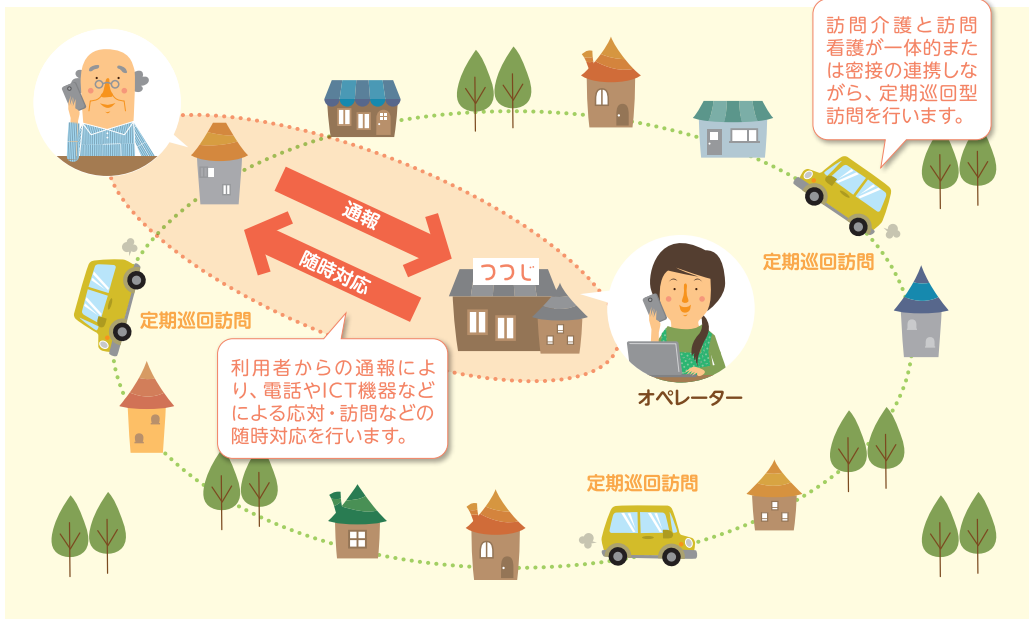 訪問介護と訪問
看護が一体的また
は密接の連携しな
がら、定期巡回型
訪問を行います。
通報
随時対応
つつじ
定期巡回訪問
定期巡回訪問
利用者からの通報によ
り、電話やICT機器など
による応対・訪問などの
随時対応を行います。
オペレーター
定期巡回訪問